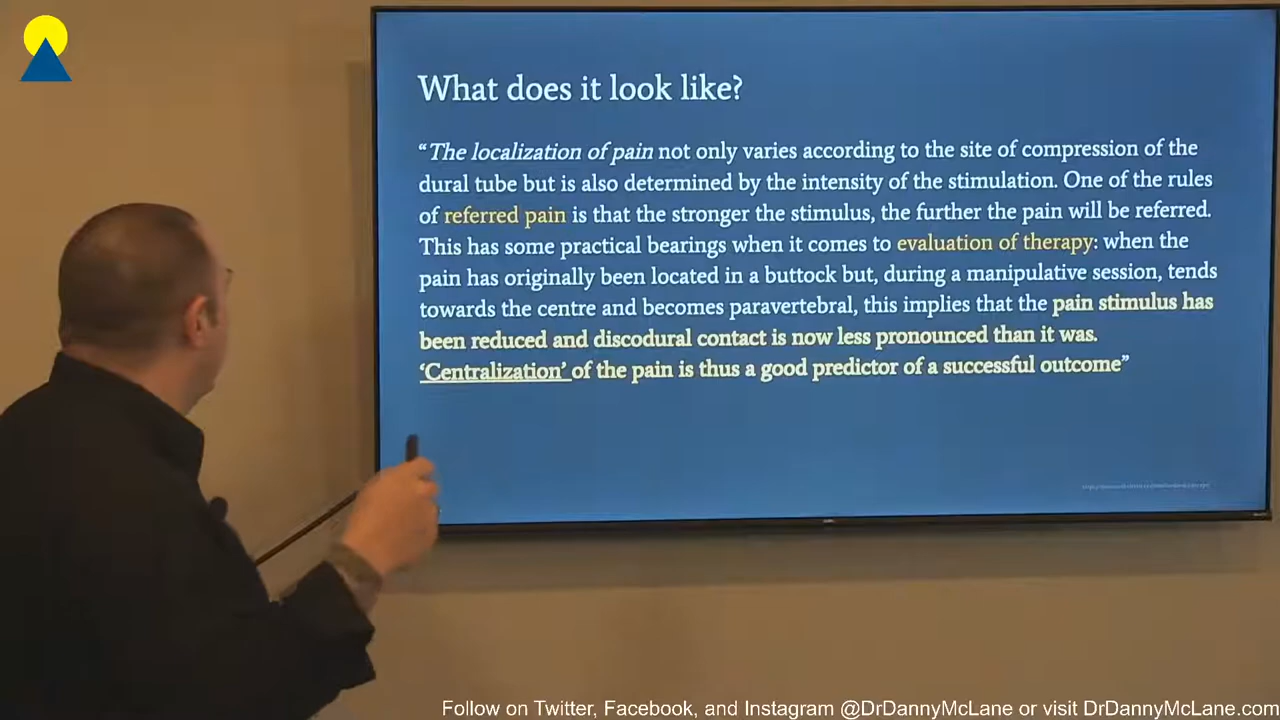 What does it look like?
“The localization of pain not only varies according to the site of compression of the
dural tube but is also determined by the intensity of the stimulation. One of the rules
of referred pain is that the stronger the stimulus, the further the pain will be referred.
This has some practical bearings when it comes to evaluation of therapy: when the
pain has originally been located in a buttock but, during a manipulative session, tends
towards the centre and becomes paravertebral, this implies that the pain stimulus has
been reduced and discodural contact is now less pronounced than it was.
‘Centralization’ of the pain is thus a good predictor of a successful outcome”
Follow on Twitter, Facebook, and Instagram @DrDannyMcLane or visit DrDannyMcLane.com